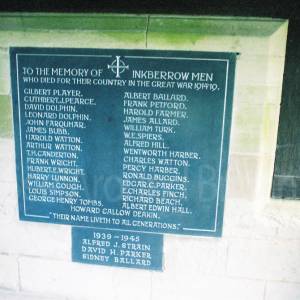 TO THE MEMORY OF INKBERROW MEN
WHO DIED FOR THEIR COUNTRY IN THE GREAT WAR 1914-19.
GILBERT PLAYER.
CUTHBERT.J.PEARCE.
DAVID DOLPHIN.
LEONARD DOLPHIN.
JOHN FARQUHAR.
JAMES BUBB.
HAROLD WATTON.
ARTHUR WATTON.
T.H.GANDERTON.
FRANK WRIGHT.
HUBERT.E.WRIGHT.
HARRY LUNNON.
WILLIAM GOUGH.
LOUIS SIMPSON.
GEORGE HENRY TOMBS.
ALBERT BALLARD.
FRANK PETFORD.
HAROLD FARMER.
JAMES ALLARD.
WILLIAM TURK.
W.E.SPIERS.
ALFRED HILL.
WENTWORTH HARBER.
CHARLES WATTON.
PERCY HARBER.
RONALD BUGGINS.
EDGAR.G.PARKER.
E.CHARLES FINCH.
RICHARD BEACH.
ALBERT EDWIN HALL.
HOWARD CALLOW DEAKIN.
"THEIR NAME LIVETH TO ALL GENERATIONS."
1939-1945
ALFRED J. STRAIN
DAVID H. PARKER
SIDNEY BALLARD